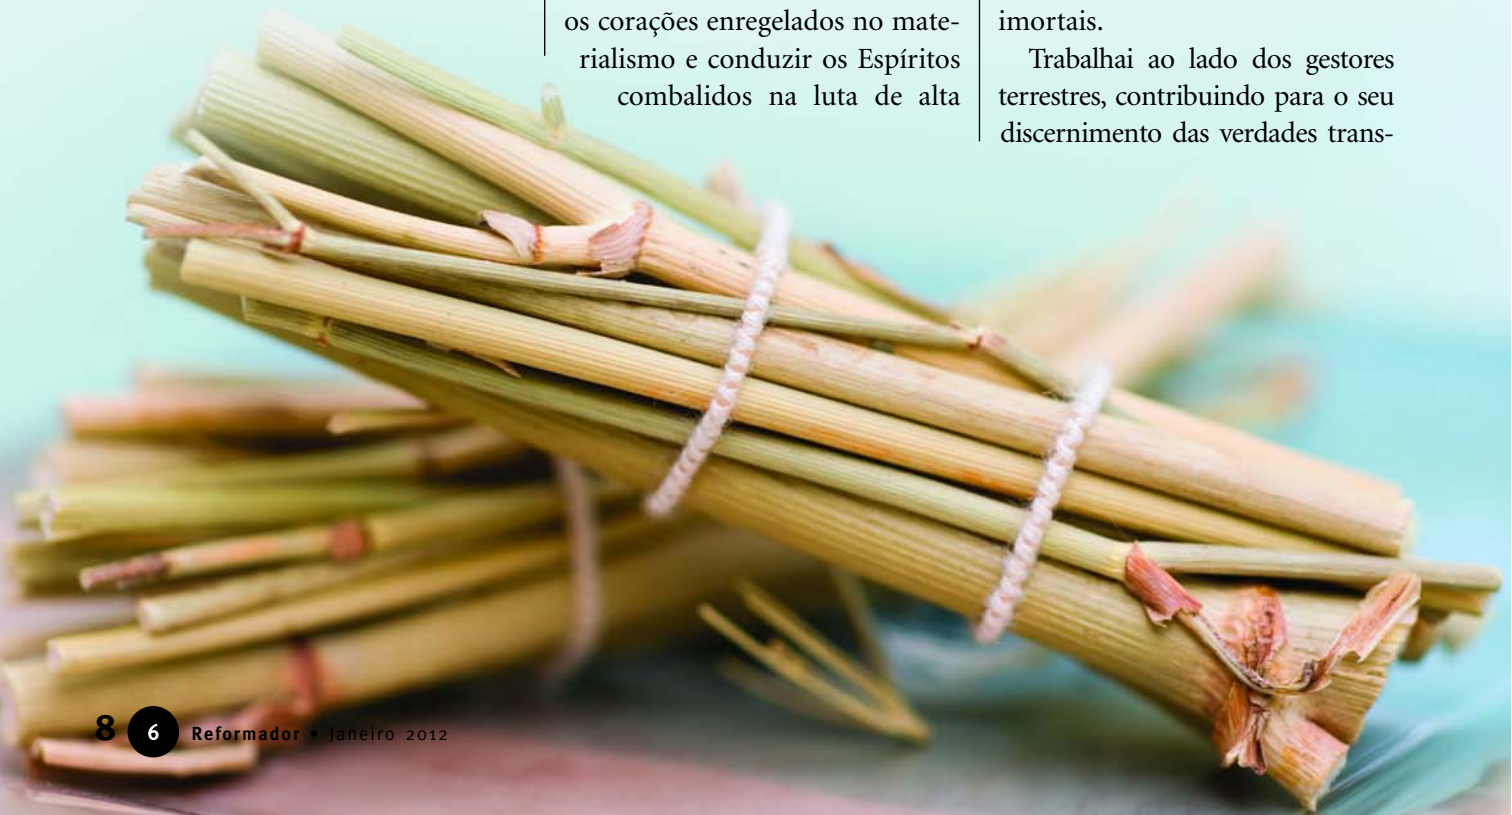 os corações enregelados no mate-
rialismo e conduzir os Espíritos
combalidos na luta de alta
imortais.
Trabalhai ao lado dos gestores
terrestres, contribuindo para o seu
discernimento das verdades trans-
8 6 Reformador • Janeiro 2012